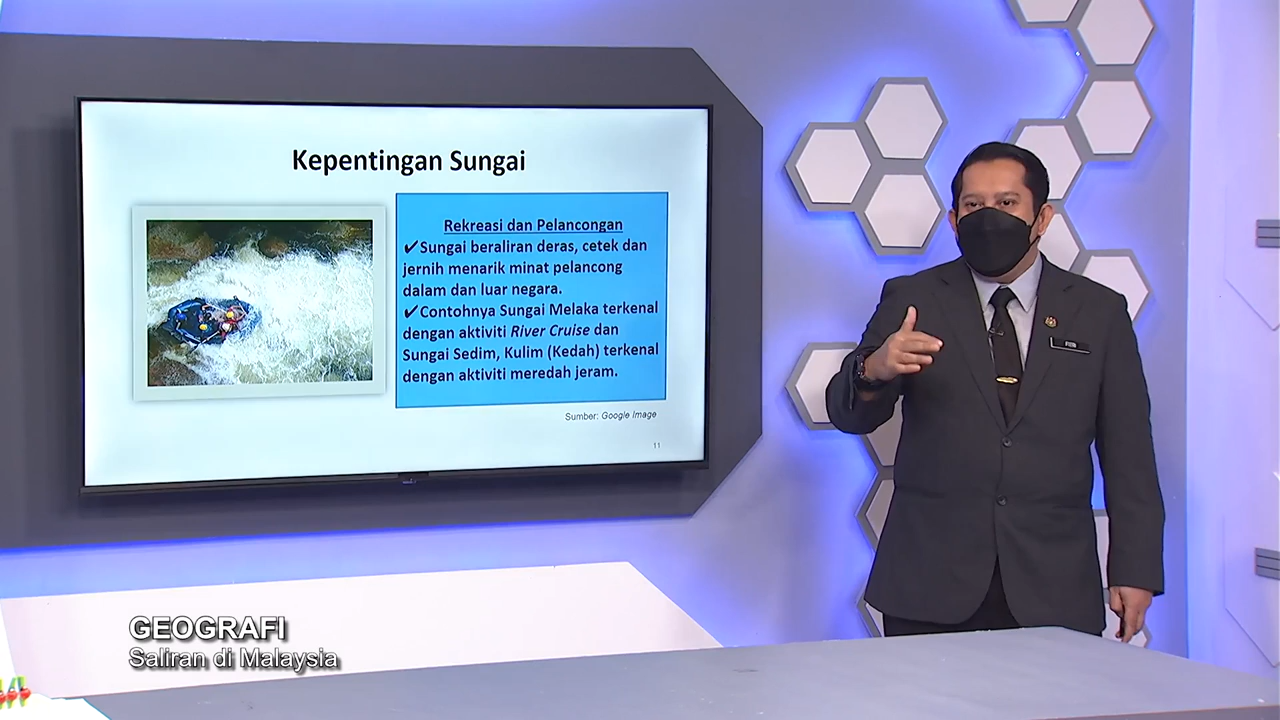 Kepentingan Sungai
Rekreasi dan Pelancongan
✔Sungai beraliran deras, cetek dan
jernih menarik minat pelancong
dalam dan luar negara.
✔Contohnya Sungai Melaka terkenal
dengan aktiviti River Cruise dan
Sungai Sedim, Kulim (Kedah) terkenal
dengan aktiviti meredah jeram.
Sumber: Google Image
11
GEOGRAFI
Saliran di Malaysia